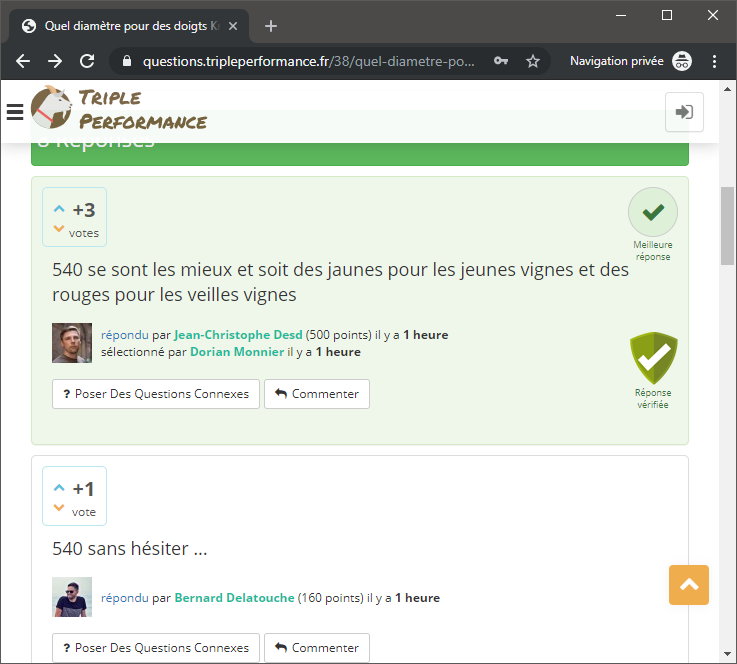 Quel diamètre pour des doigts K
questions.tripleperformance.fr/38/quel-diametre-po...
Navigation privée
Triple
Performance
8 Réponses
+3
votes
Meilleure
réponse
540 se sont les mieux et soit des jaunes pour les jeunes vignes et des
rouges pour les veilles vignes
répondu par Jean-Christophe Desd (500 points) il y a 1 heure
sélectionné par Dorian Monnier il y a 1 heure
Réponse
vérifiée
? Poser Des Questions Connexes
Commenter
+1
vote
540 sans hésiter ...
répondu par Bernard Delatouche (160 points) il y a 1 heure
? Poser Des Questions Connexes
Commenter